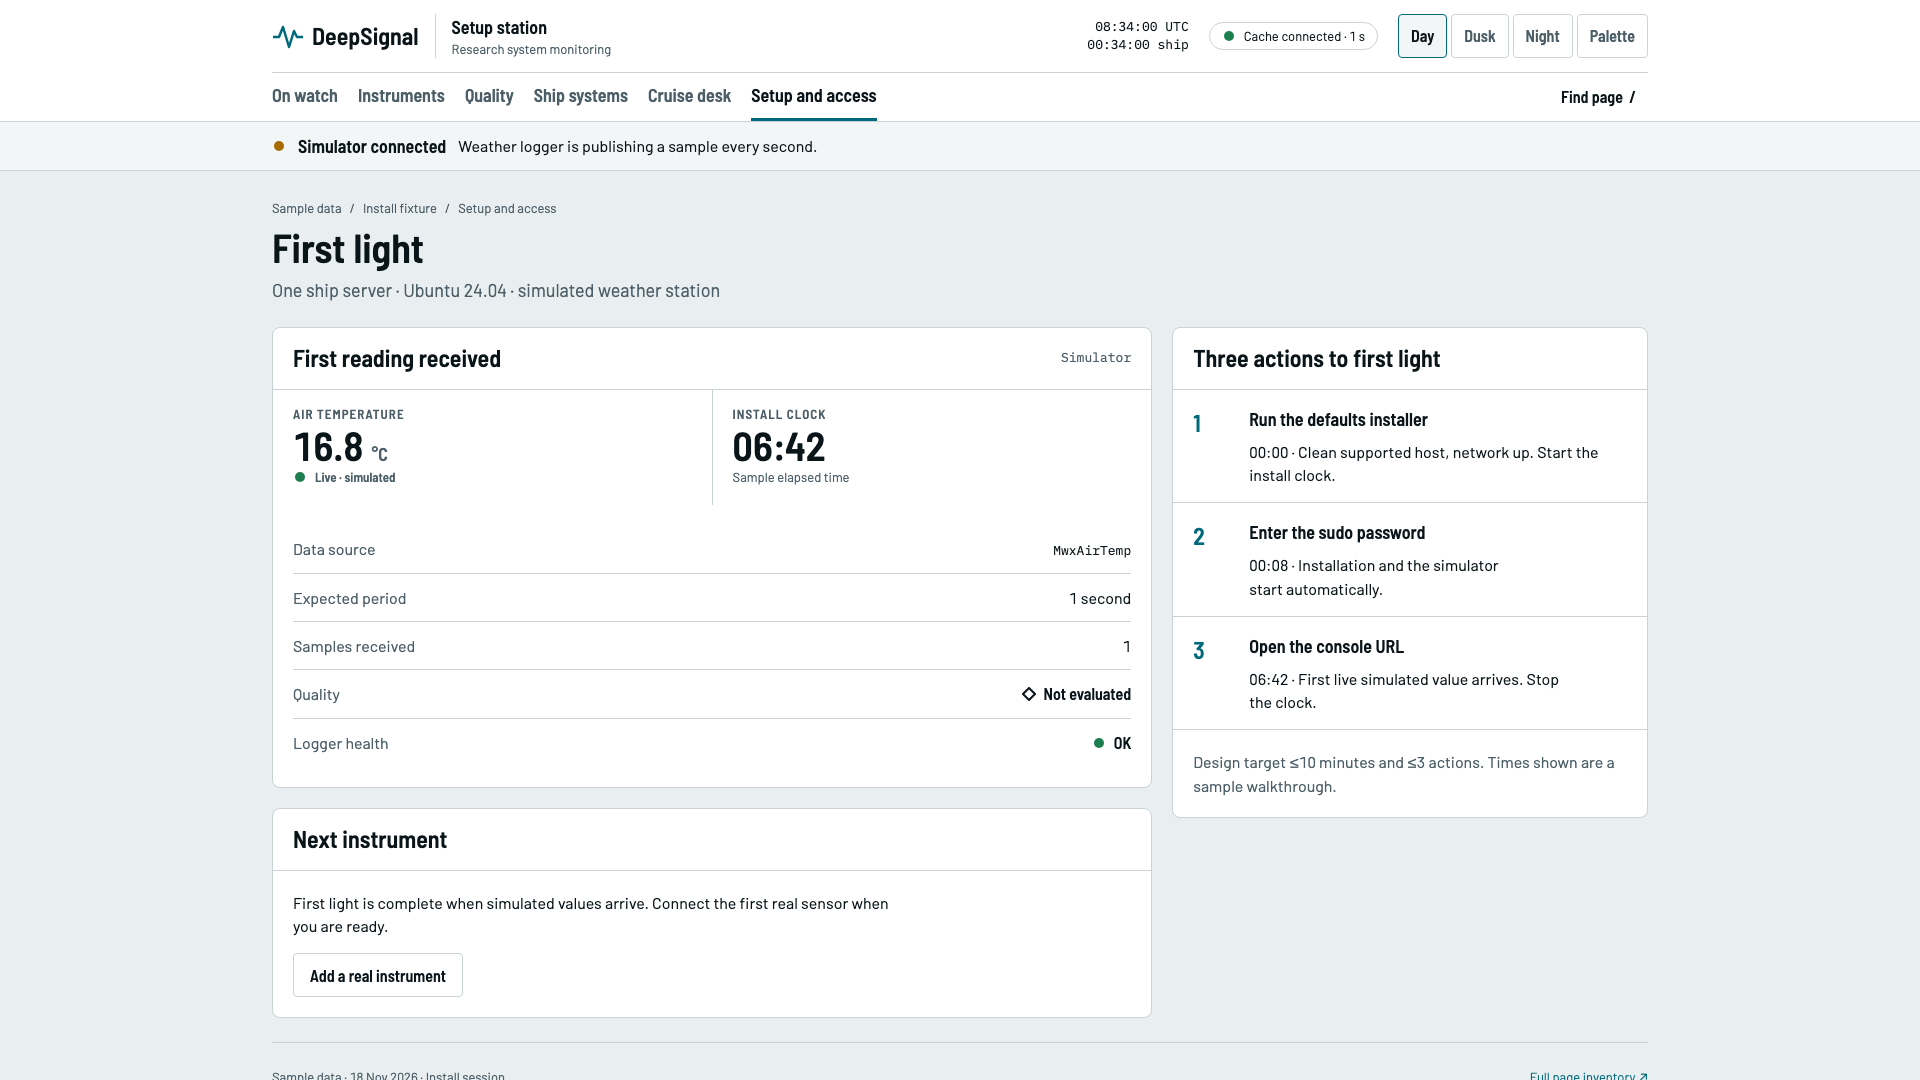 DeepSignal
Setup station
Research system monitoring
08:34:00 UTC
00:34:00 ship
Cache connected · 1 s
Day
Dusk
Night
Palette
On watch
Instruments
Quality
Ship systems
Cruise desk
Setup and access
Find page /
Simulator connected Weather logger is publishing a sample every second.
Sample data / Install fixture / Setup and access
First light
One ship server · Ubuntu 24.04 · simulated weather station
First reading received
Simulator
AIR TEMPERATURE
16.8 °C
Live · simulated
INSTALL CLOCK
06:42
Sample elapsed time
Data source
MwxAirTemp
Expected period
1 second
Samples received
1
Quality
Not evaluated
Logger health
OK
Next instrument
First light is complete when simulated values arrive. Connect the first real sensor when
you are ready.
Add a real instrument
Three actions to first light
1
Run the defaults installer
00:00 · Clean supported host, network up. Start the
install clock.
2
Enter the sudo password
00:08 · Installation and the simulator
start automatically.
3
Open the console URL
06:42 · First live simulated value arrives. Stop
the clock.
Design target ≤10 minutes and ≤3 actions. Times shown are a
sample walkthrough.
Sample data · 18 Nov 2026 · Install session
Full page inventory ↗